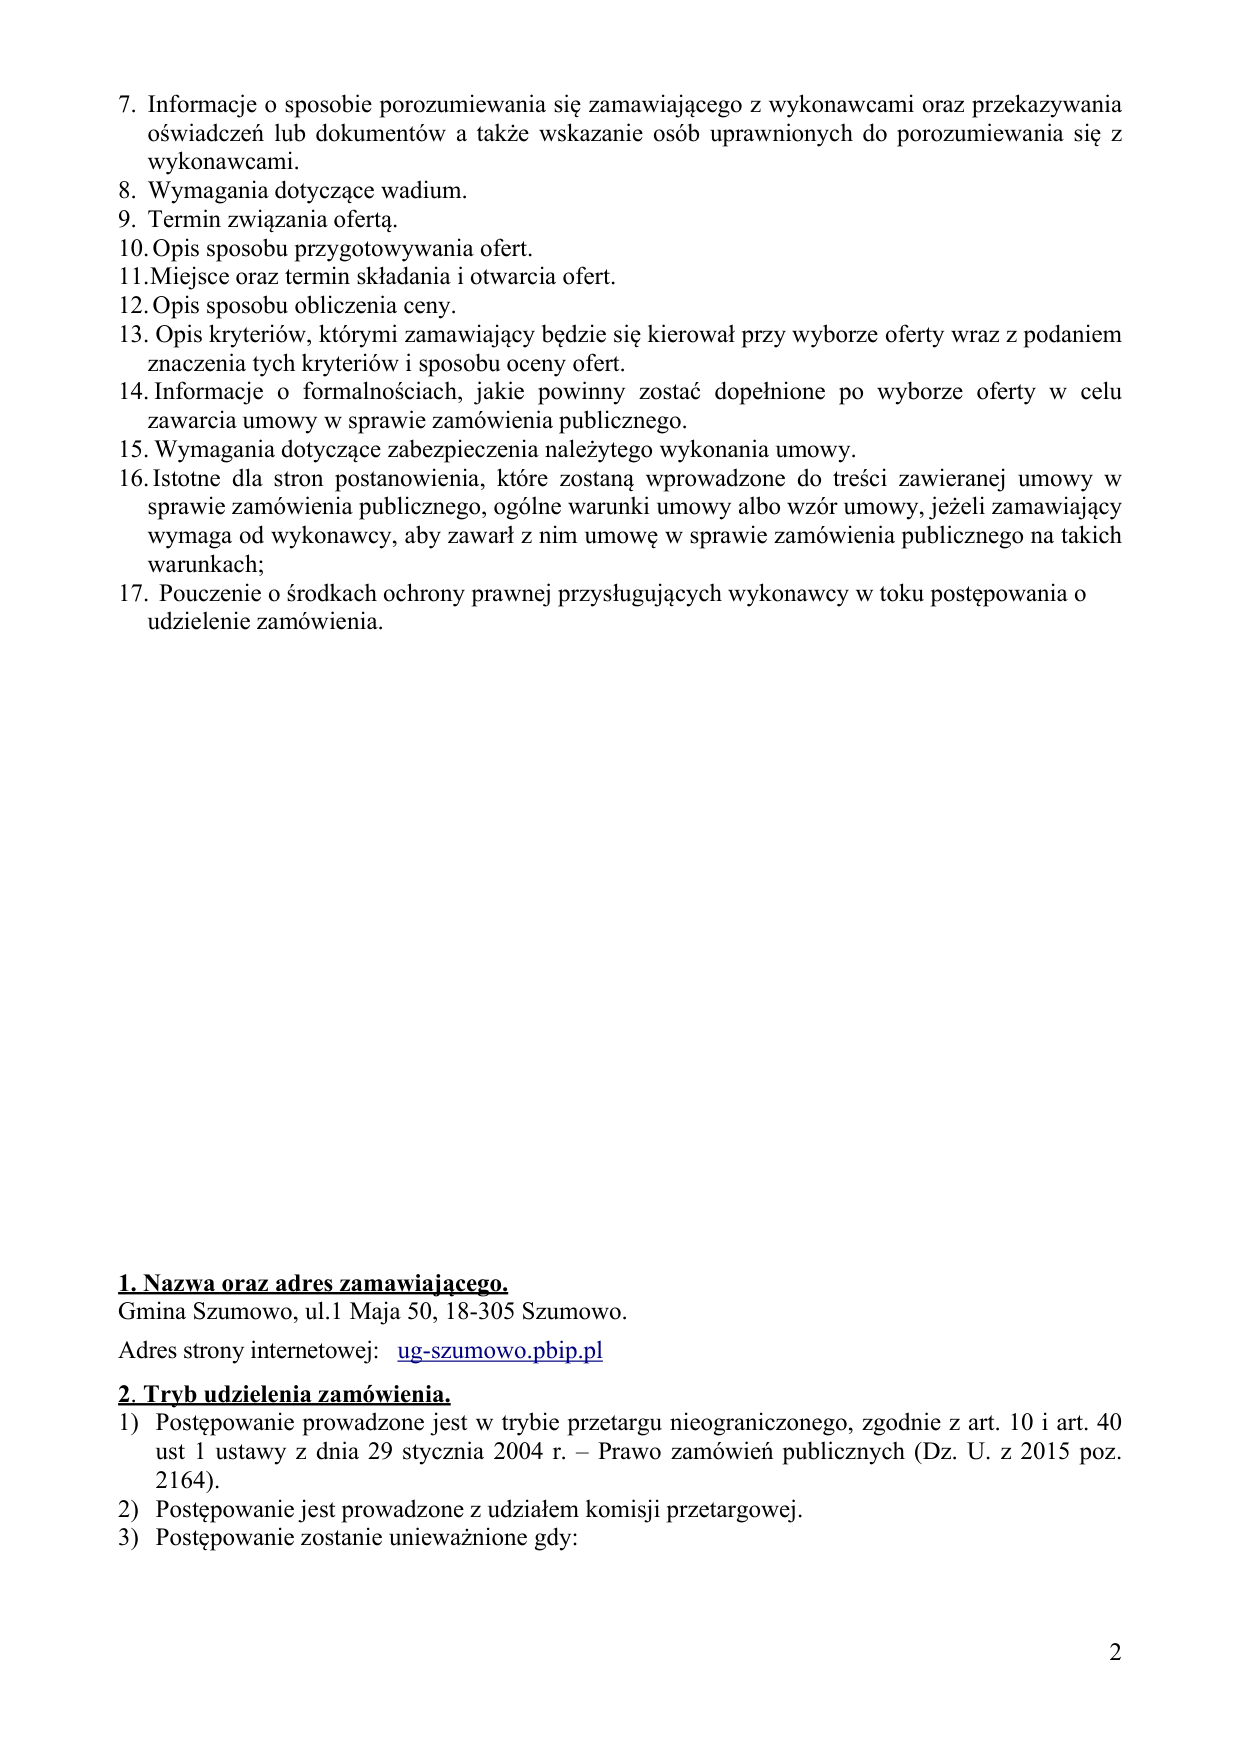 7. Informacje o sposobie porozumiewania się zamawiającego z wykonawcami oraz przekazywania
oświadczeń lub dokumentów a także wskazanie osób uprawnionych do porozumiewania się z
wykonawcami.
8. Wymagania dotyczące wadium.
9. Termin związania ofertą.
10. Opis sposobu przygotowywania ofert.
11.Miejsce oraz termin składania i otwarcia ofert.
12. Opis sposobu obliczenia ceny.
13. Opis kryteriów, którymi zamawiający będzie się kierował przy wyborze oferty wraz z podaniem
znaczenia tych kryteriów i sposobu oceny ofert.
14. Informacje o formalnościach, jakie powinny zostać dopełnione po wyborze oferty w celu
zawarcia umowy w sprawie zamówienia publicznego.
15. Wymagania dotyczące zabezpieczenia należytego wykonania umowy.
16. Istotne dla stron postanowienia, które zostaną wprowadzone do treści zawieranej umowy w
sprawie zamówienia publicznego, ogólne warunki umowy albo wzór umowy, jeżeli zamawiający
wymaga od wykonawcy, aby zawarł z nim umowę w sprawie zamówienia publicznego na takich
warunkach;
17. Pouczenie o środkach ochrony prawnej przysługujących wykonawcy w toku postępowania o
udzielenie zamówienia.
1. Nazwa oraz adres zamawiającego.
Gmina Szumowo, ul.1 Maja 50, 18-305 Szumowo.
Adres strony internetowej: ug-szumowo.pbip.pl
2. Tryb udzielenia zamówienia.
1) Postępowanie prowadzone jest w trybie przetargu nieograniczonego, zgodnie z art. 10 i art. 40
ust 1 ustawy z dnia 29 stycznia 2004 r. – Prawo zamówień publicznych (Dz. U. z 2015 poz.
2164).
2) Postępowanie jest prowadzone z udziałem komisji przetargowej.
3) Postępowanie zostanie unieważnione gdy:
2